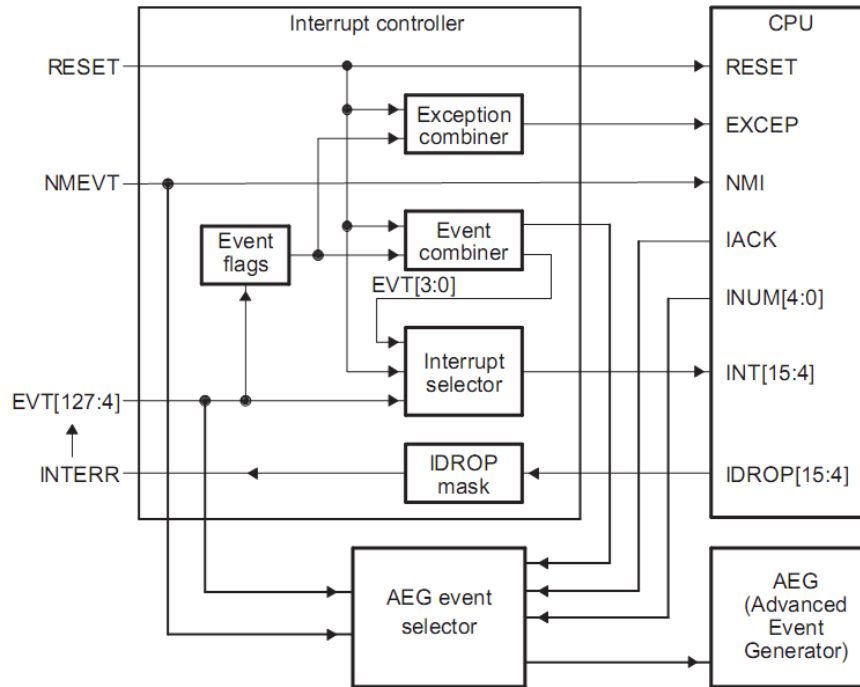 Interrupt controller
CPU
RESET
RESET
Exception
combiner
EXCEP
NMEVT
NMI
Event
flags
Event
combiner
IACK
EVT[3:0]
INUM[4:0]
Interrupt
selector
INT[15:4]
EVT[127:4]
INTERR
IDROP
mask
IDROP[15:4]
AEG event
selector
AEG
(Advanced
Event
Generator)